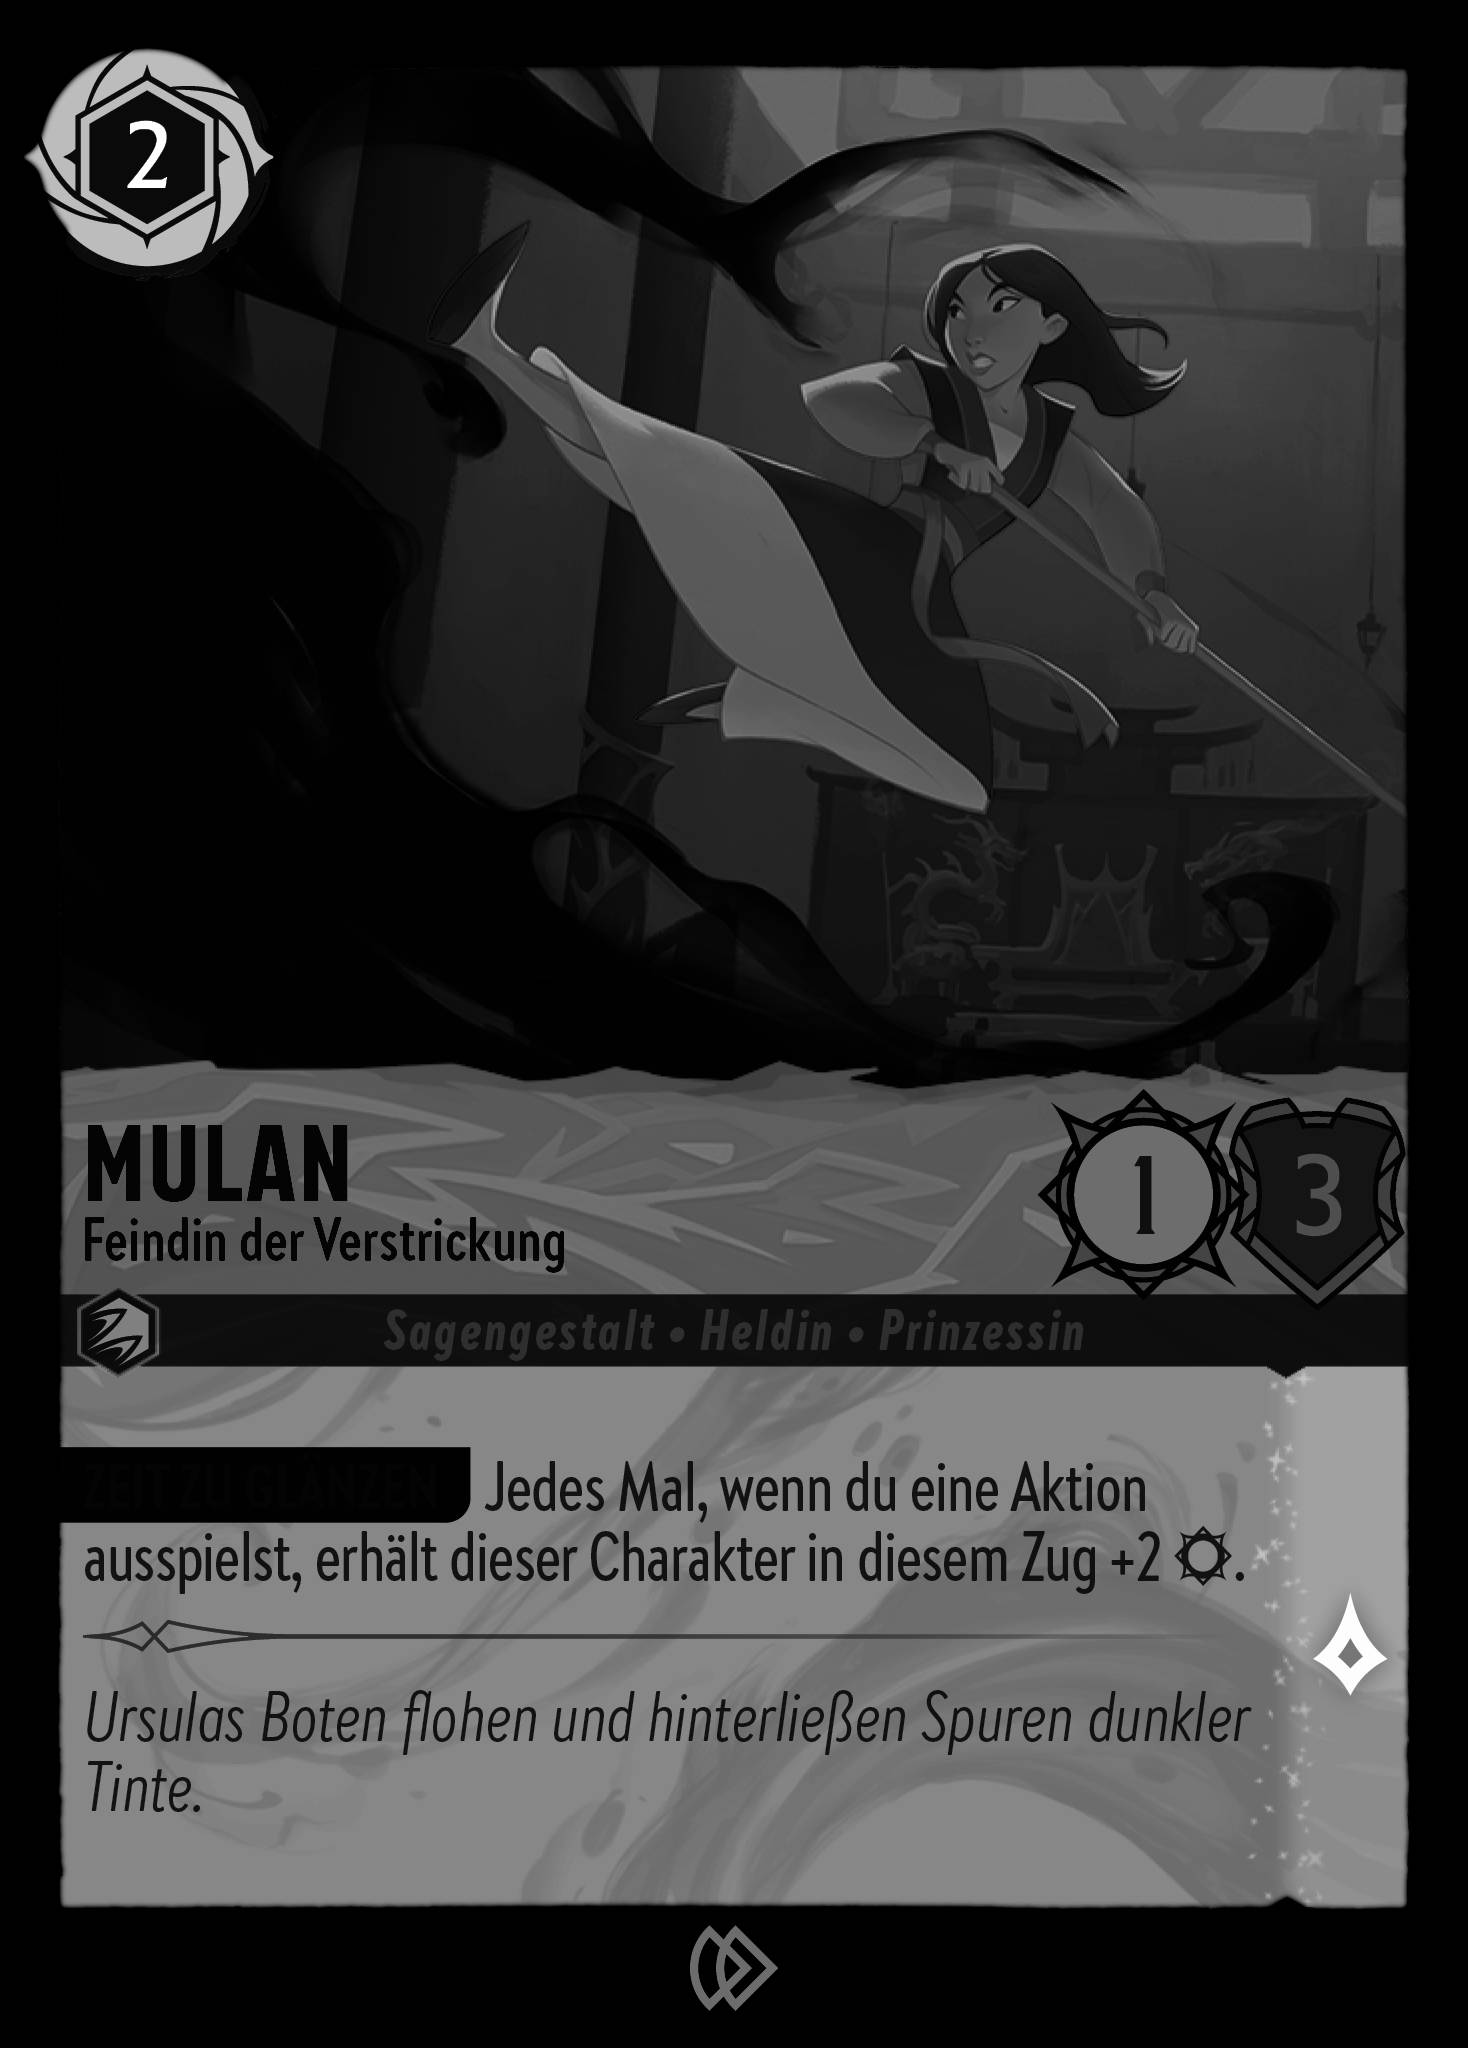 2
MULAN
Feindin der Verstrickung
1
3
Sagengestalt • Heldin • Prinzessin
ZEIT ZU GLÄNZEN Jedes Mal, wenn du eine Aktion
ausspielst, erhält dieser Charakter in diesem Zug +2 .
Ursulas Boten flohen und hinterließen Spuren dunkler
Tinte.